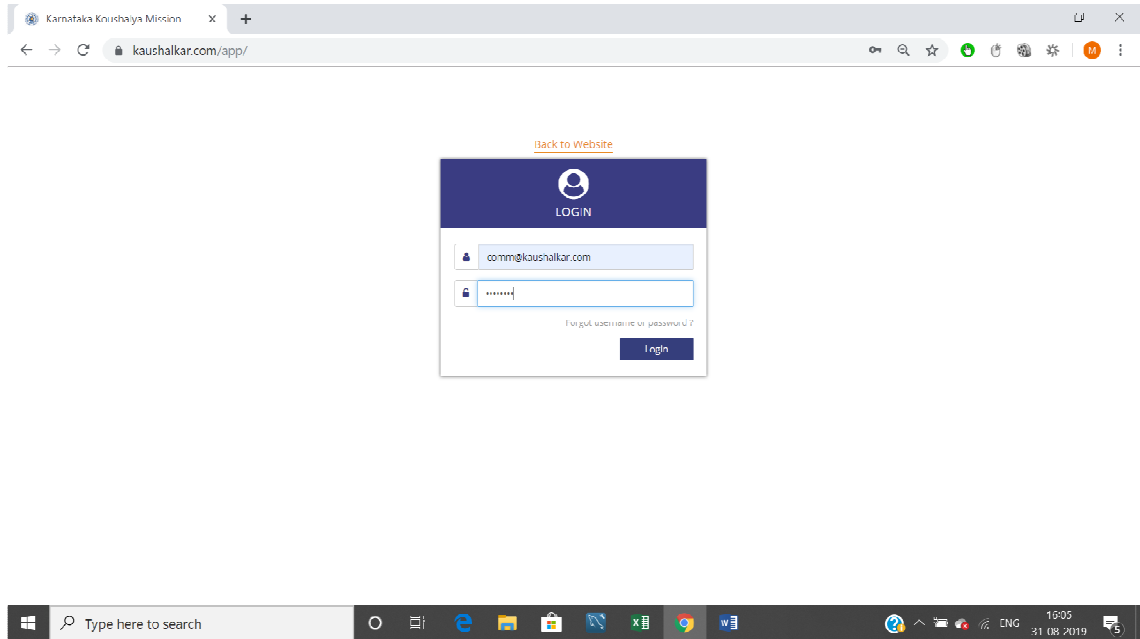 Karnataka Koushalya Mission
kaushalkar.com/app/
M
Back to Website
LOGIN
comm@kaushalkar.com
••••••••
Forgot username or password ?
Login
Type here to search
ENG
16:05
31-08-2019
5